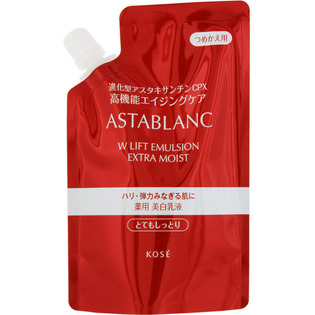 つめかえ用
進化型アスタキサンチンCPX
高機能エイジングケア
ASTABLANC
W LIFT EMULSION
EXTRA MOIST
ハリ・弾力みなぎる肌に
薬用 美白乳液
とてもしっとり
KOSÉ